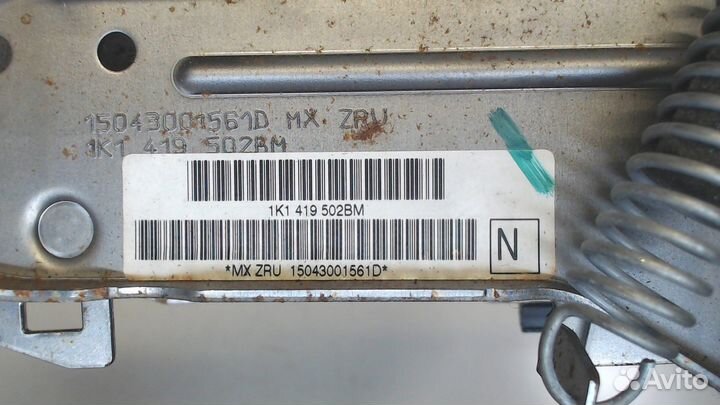 15043001561D MX ZRU
1K1 419 502BM
1K1 419 502BM
N
*MX ZRU 15043001561D*
Avito